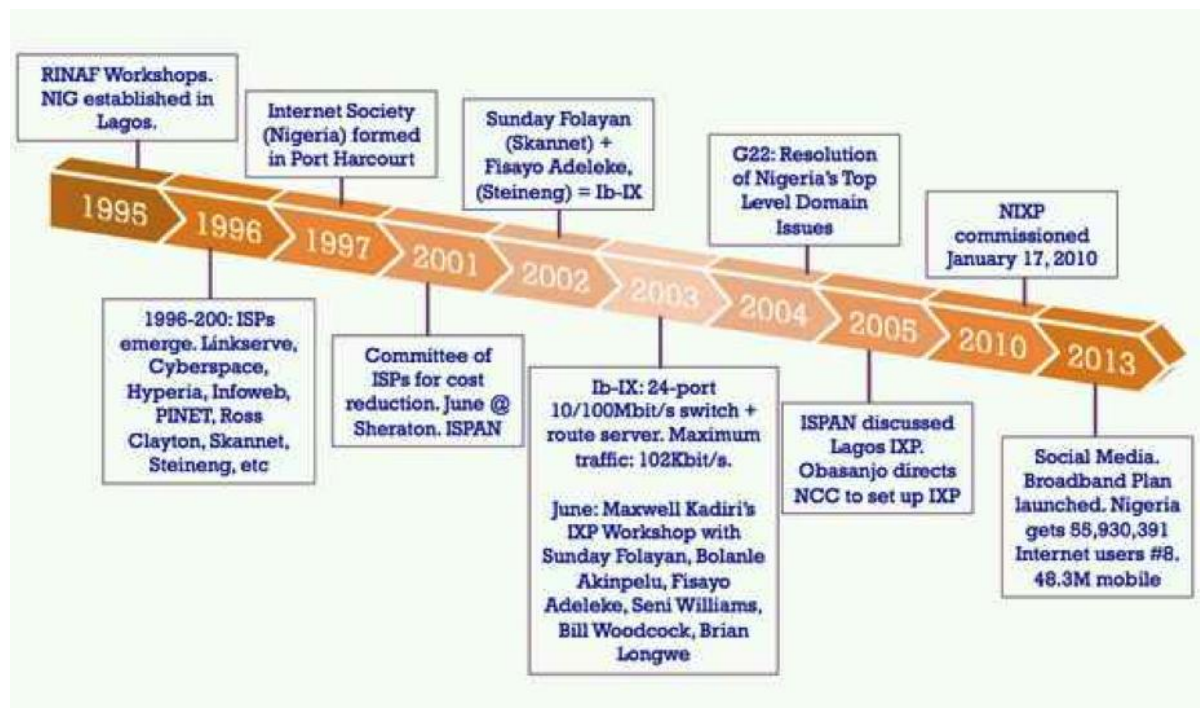 RINAF Workshops.
NIG established in
Lagos.
Internet Society
(Nigeria) formed
in Port Harcourt
Sunday Folayan
(Skannet) +
Fisayo Adeleke,
(Steineng) = Ib-IX
G22: Resolution
of Nigeria's Top
Level Domain
Issues
NIXP
commissioned
January 17, 2010
1995
1996
1997
2001
2002
2003
2004
2005
2010
2013
1996-200: ISPs
emerge. Linkserve,
Cyberspace,
Hyperia, Infoweb,
PINET, Ross
Clayton, Skannet,
Steineng, etc
Committee of
ISPs for cost
reduction. June @
Sheraton. ISPAN
Ib-IX: 24-port
10/100Mbit/s switch +
route server. Maximum
traffic: 102Kbit/s.
June: Maxwell Kadiri's
IXP Workshop with
Sunday Folayan, Bolanle
Akinpelu, Fisayo
Adeleke, Seni Williams,
Bill Woodcock, Brian
Longwe
ISPAN discussed
Lagos IXP.
Obasanjo directs
NCC to set up IXP
Social Media.
Broadband Plan
launched. Nigeria
gets 55,930,391
Internet users #8.
48.3M mobile